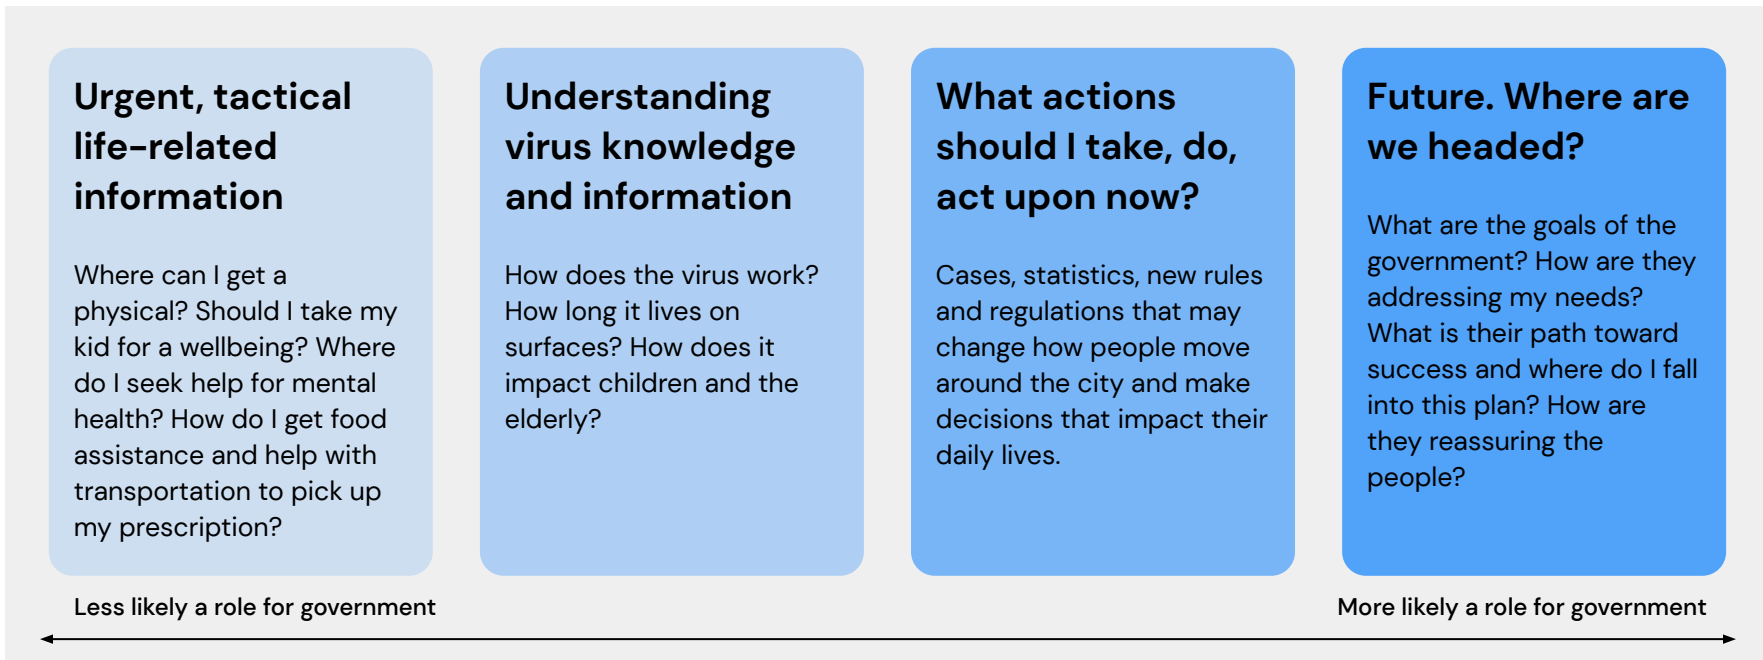 Urgent, tactical
life-related
information
Where can I get a
physical? Should I take my
kid for a wellbeing? Where
do I seek help for mental
health? How do I get food
assistance and help with
transportation to pick up
my prescription?
Understanding
virus knowledge
and information
How does the virus work?
How long it lives on
surfaces? How does it
impact children and the
elderly?
What actions
should I take, do,
act upon now?
Cases, statistics, new rules
and regulations that may
change how people move
around the city and make
decisions that impact their
daily lives.
Future. Where are
we headed?
What are the goals of the
government? How are they
addressing my needs?
What is their path toward
success and where do I fall
into this plan? How are
they reassuring the
people?
Less likely a role for government
More likely a role for government